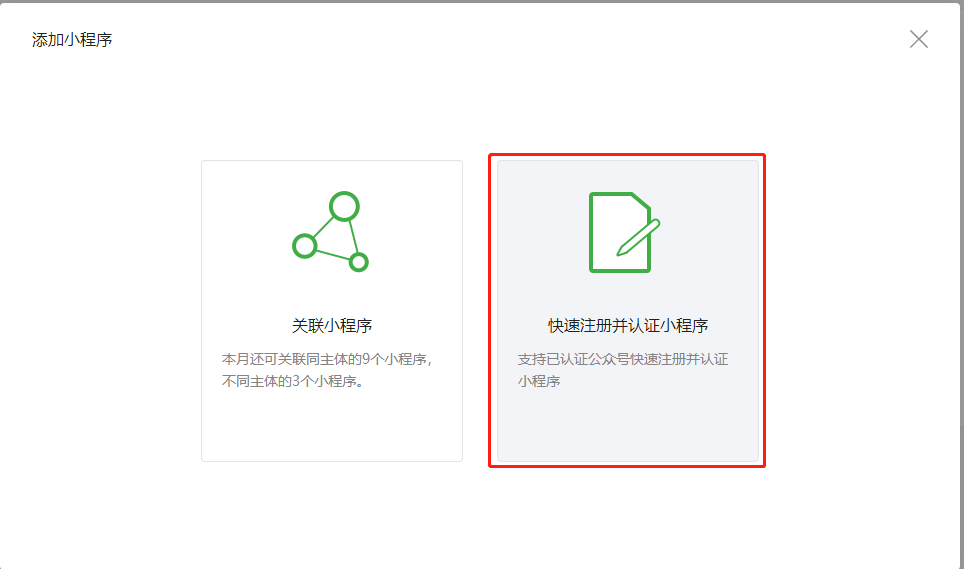 添加小程序
关联小程序
本月还可关联同主体的9个小程序，
不同主体的3个小程序。
快速注册并认证小程序
支持已认证公众号快速注册并认证
小程序